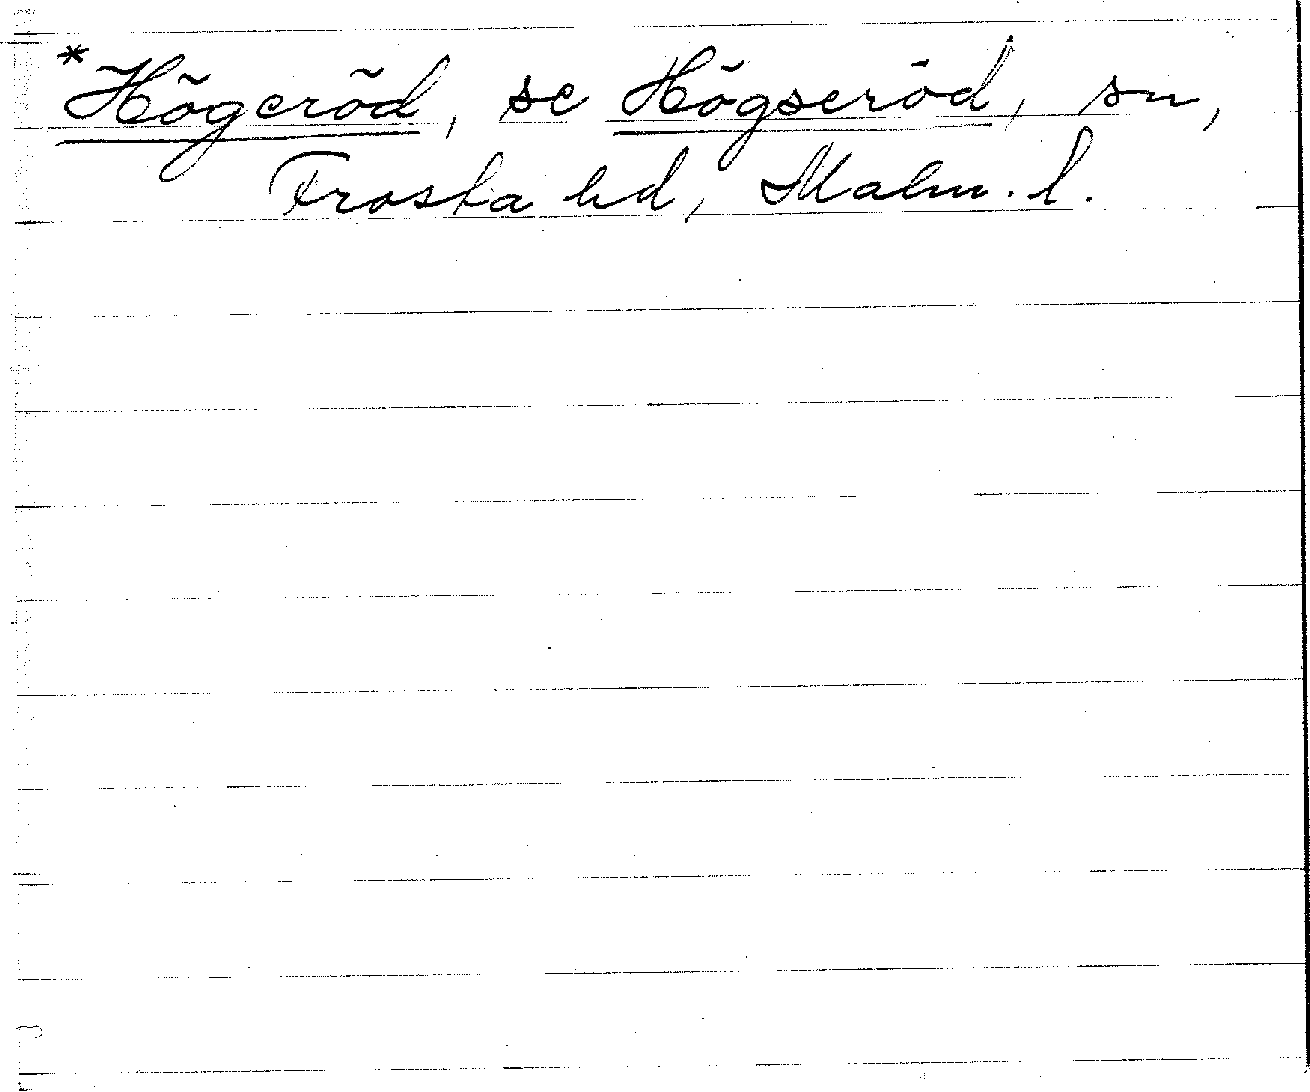 *Högeröd, se Högseröd, sn,
Frosta hd, Malm. l.